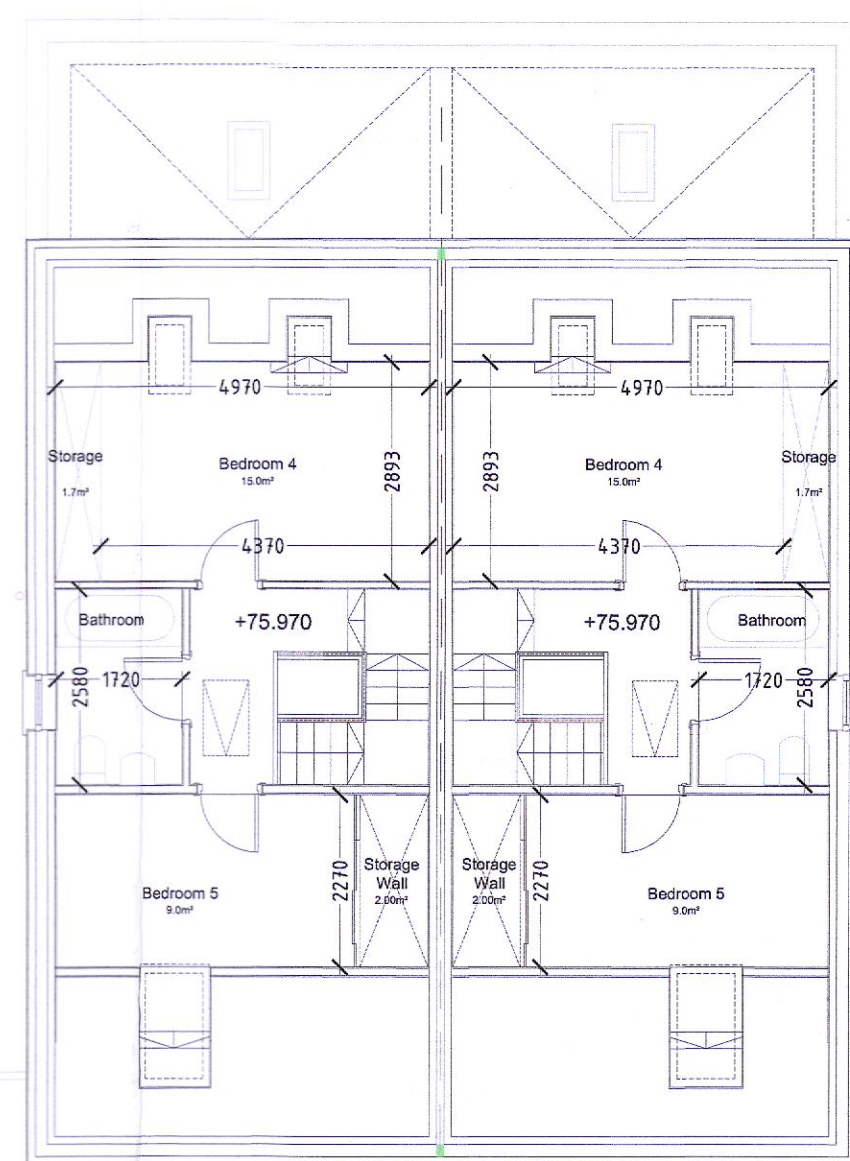 4970
4970
Storage
Bedroom 4
2893
2893
Bedroom 4
Storage
1.7m²
15.0m²
15.0m²
1.7m²
4370
4370
Bathroom
+75.970
+75.970
Bathroom
2580
1720
1720
2580
Bedroom 5
9.0m²
2270
Storage
Wall
2.00m²
Storage
Wall
2.00m²
2270
Bedroom 5
9.0m²